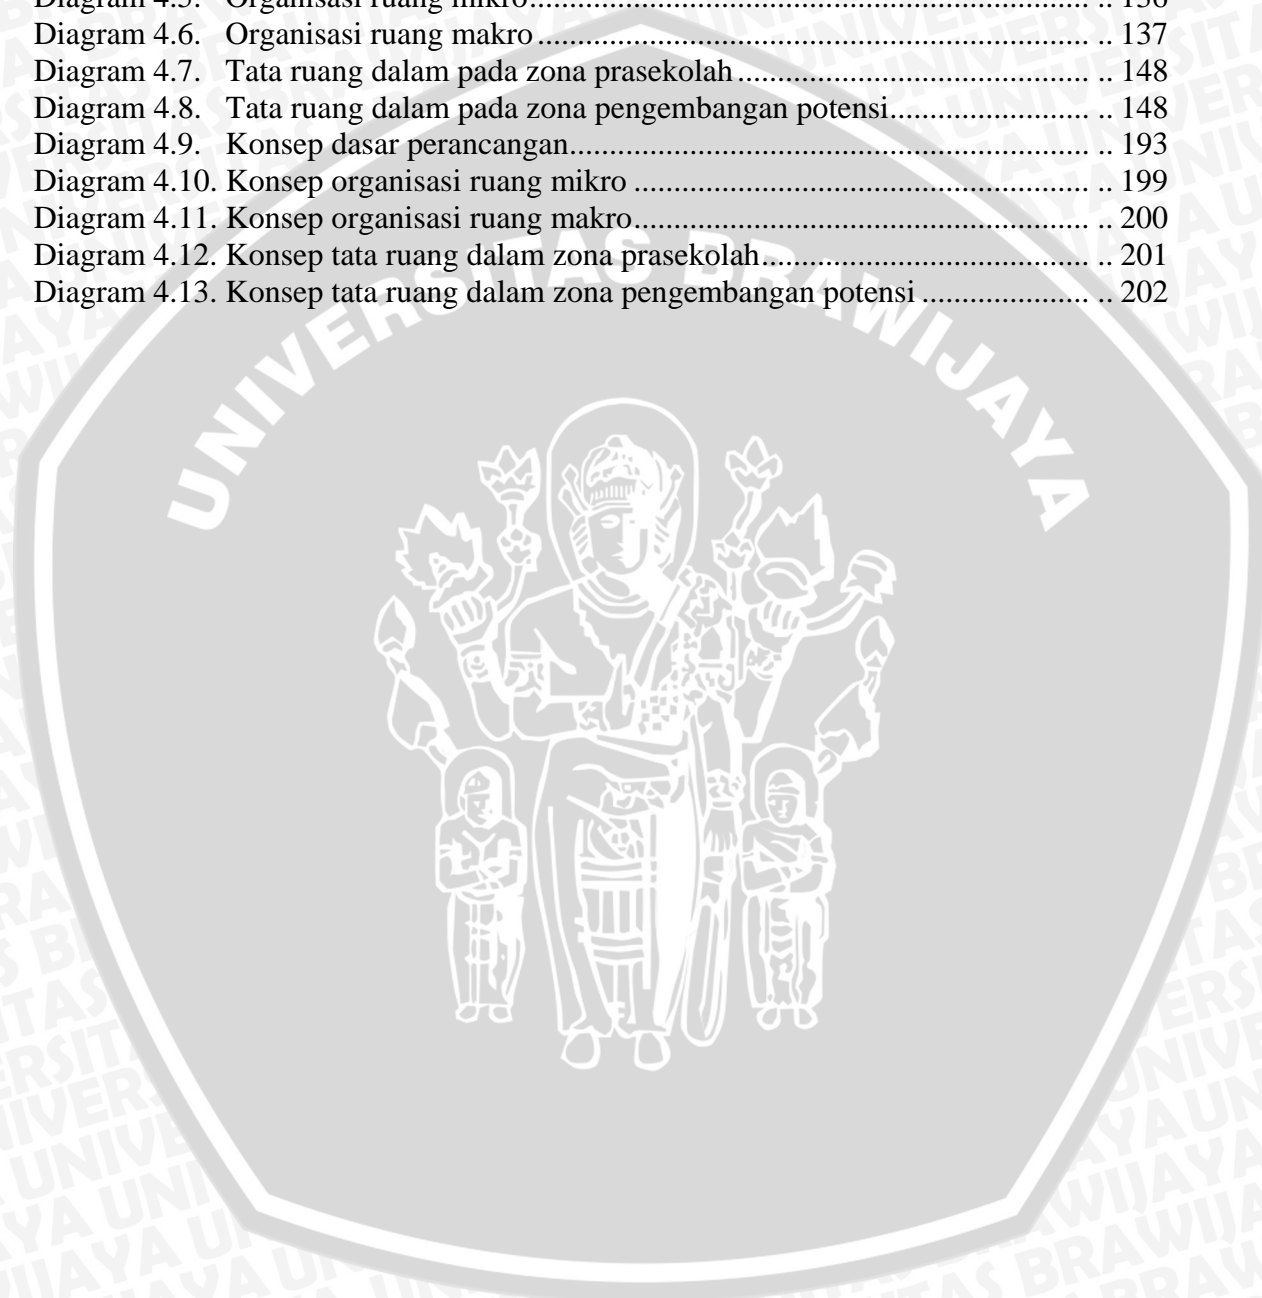 Diagram 4.5. Organisasi ruang mikro.................................................................... .. 136
Diagram 4.6. Organisasi ruang makro ................................................................... .. 137
Diagram 4.7. Tata ruang dalam pada zona prasekolah ........................................... .. 148
Diagram 4.8. Tata ruang dalam pada zona pengembangan potensi........................ .. 148
Diagram 4.9. Konsep dasar perancangan............................................................... .. 193
Diagram 4.10. Konsep organisasi ruang mikro ....................................................... .. 199
Diagram 4.11. Konsep organisasi ruang makro....................................................... .. 200
Diagram 4.12. Konsep tata ruang dalam zona prasekolah....................................... .. 201
Diagram 4.13. Konsep tata ruang dalam zona pengembangan potensi .................... .. 202
UNIVERSITAS BRAWIJAYA